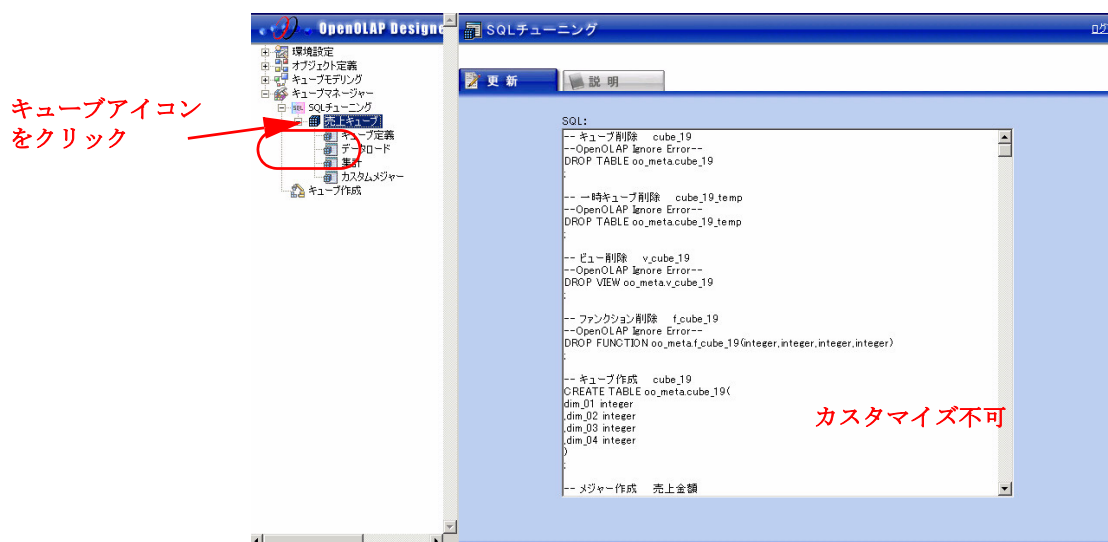 OpenOLAP Designe
環境設定
オブジェクト定義
キューブモデリング
キューブマネージャー
SQLチューニング
売上キューブ
キューブ定義
データロード
集計
カスタムメジャー
キューブ作成
キューブアイコン
をクリック
SQLチューニング
更新
説明
SQL:
-- キューブ削除 cube_19
--OpenOLAP Ignore Error--
DROP TABLE oo_meta.cube_19
;
-- 一時キューブ削除 cube_19_temp
--OpenOLAP Ignore Error--
DROP TABLE oo_meta.cube_19_temp
;
-- ビュー削除 v_cube_19
--OpenOLAP Ignore Error--
DROP VIEW oo_meta.v_cube_19
;
-- ファンクション削除 f_cube_19
--OpenOLAP Ignore Error--
DROP FUNCTION oo_meta.f_cube_19(integer,integer,integer,integer)
;
-- キューブ作成 cube_19
CREATE TABLE oo_meta.cube_19(
dim_01 integer
,dim_02 integer
,dim_03 integer
,dim_04 integer
)
;
-- メジャー作成 売上金額
カスタマイズ不可